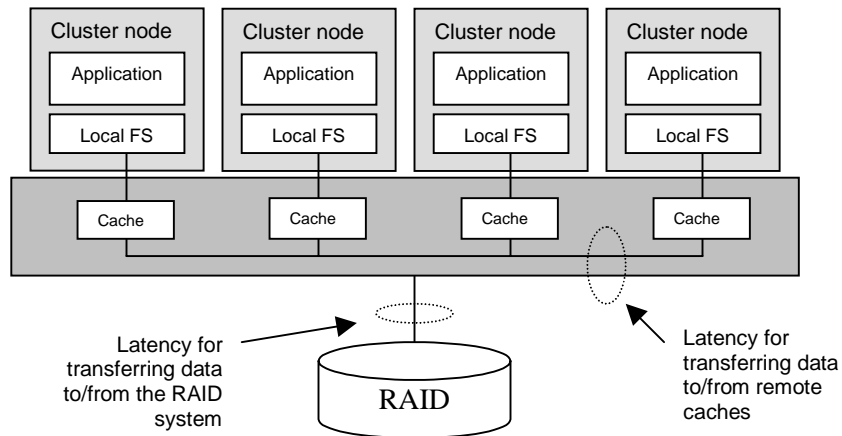 Cluster node
Cluster node
Cluster node
Cluster node
Application
Application
Application
Application
Local FS
Local FS
Local FS
Local FS
Cache
Cache
Cache
Cache
Latency for
transferring data
to/from the RAID
system
RAID
Latency for
transferring data
to/from remote
caches